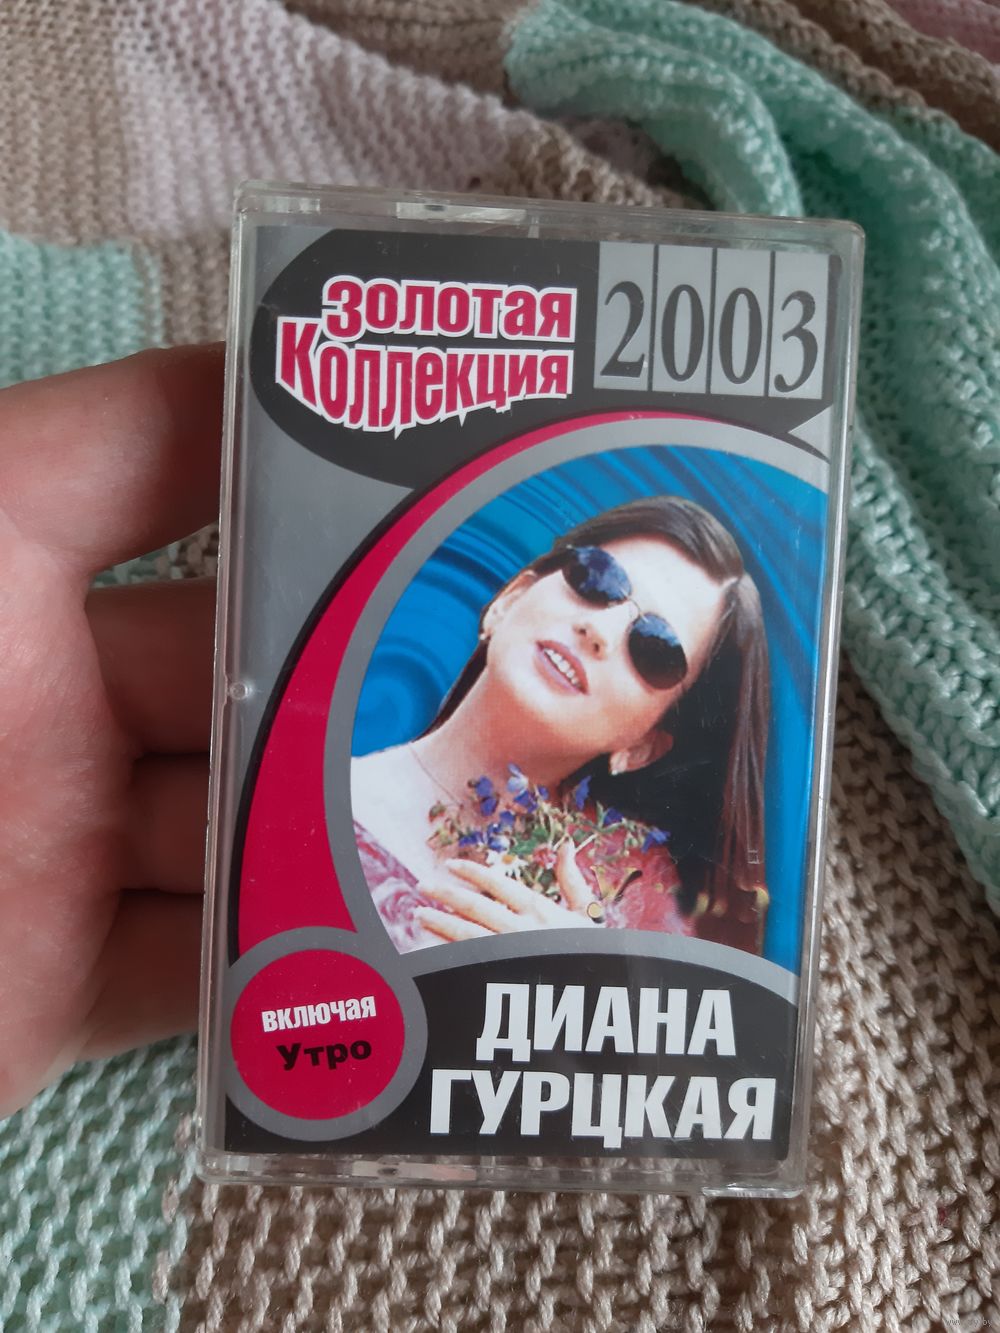 Золотая
Коллекция
2003
включая
Утро
ДИАНА
ГУРЦКАЯ